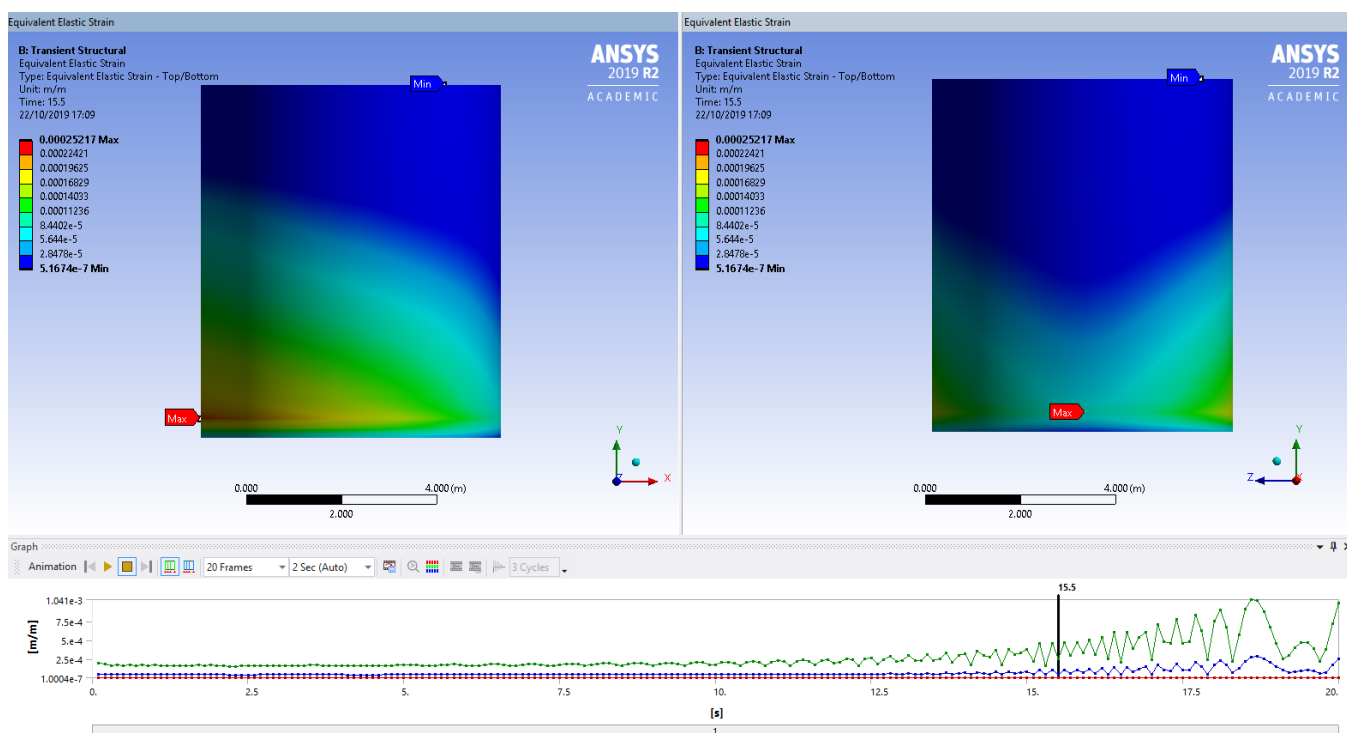 Equivalent Elastic Strain
B: Transient Structural
Equivalent Elastic Strain
Type: Equivalent Elastic Strain - Top/Bottom
Unit: m/m
Time: 15.5
22/10/2019 17:09
0.00025217 Max
0.00022421
0.00019625
0.00016829
0.00014033
0.00011236
8.4402e-5
5.644e-5
2.8478e-5
5.1674e-7 Min
ANSYS
2019 R2
ACADEMIC
Min
Max
Y
Z
X
0.000
4.000 (m)
2.000
Equivalent Elastic Strain
B: Transient Structural
Equivalent Elastic Strain
Type: Equivalent Elastic Strain - Top/Bottom
Unit: m/m
Time: 15.5
22/10/2019 17:09
0.00025217 Max
0.00022421
0.00019625
0.00016829
0.00014033
0.00011236
8.4402e-5
5.644e-5
2.8478e-5
5.1674e-7 Min
ANSYS
2019 R2
ACADEMIC
Min
Max
Y
Z
X
0.000
4.000 (m)
2.000
Graph
Animation
20 Frames
2 Sec (Auto)
3 Cycles
15.5
1.041e-3
7.5e-4
5.e-4
2.5e-4
1.0004e-7
[m/m]
0.
2.5
5.
7.5
10.
12.5
15.
17.5
20.
[s]
1